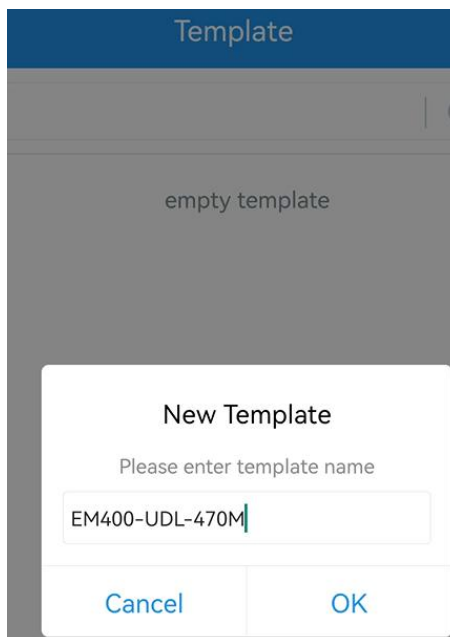 Template
empty template
New Template
Please enter template name
EM400-UDL-470M
Cancel OK